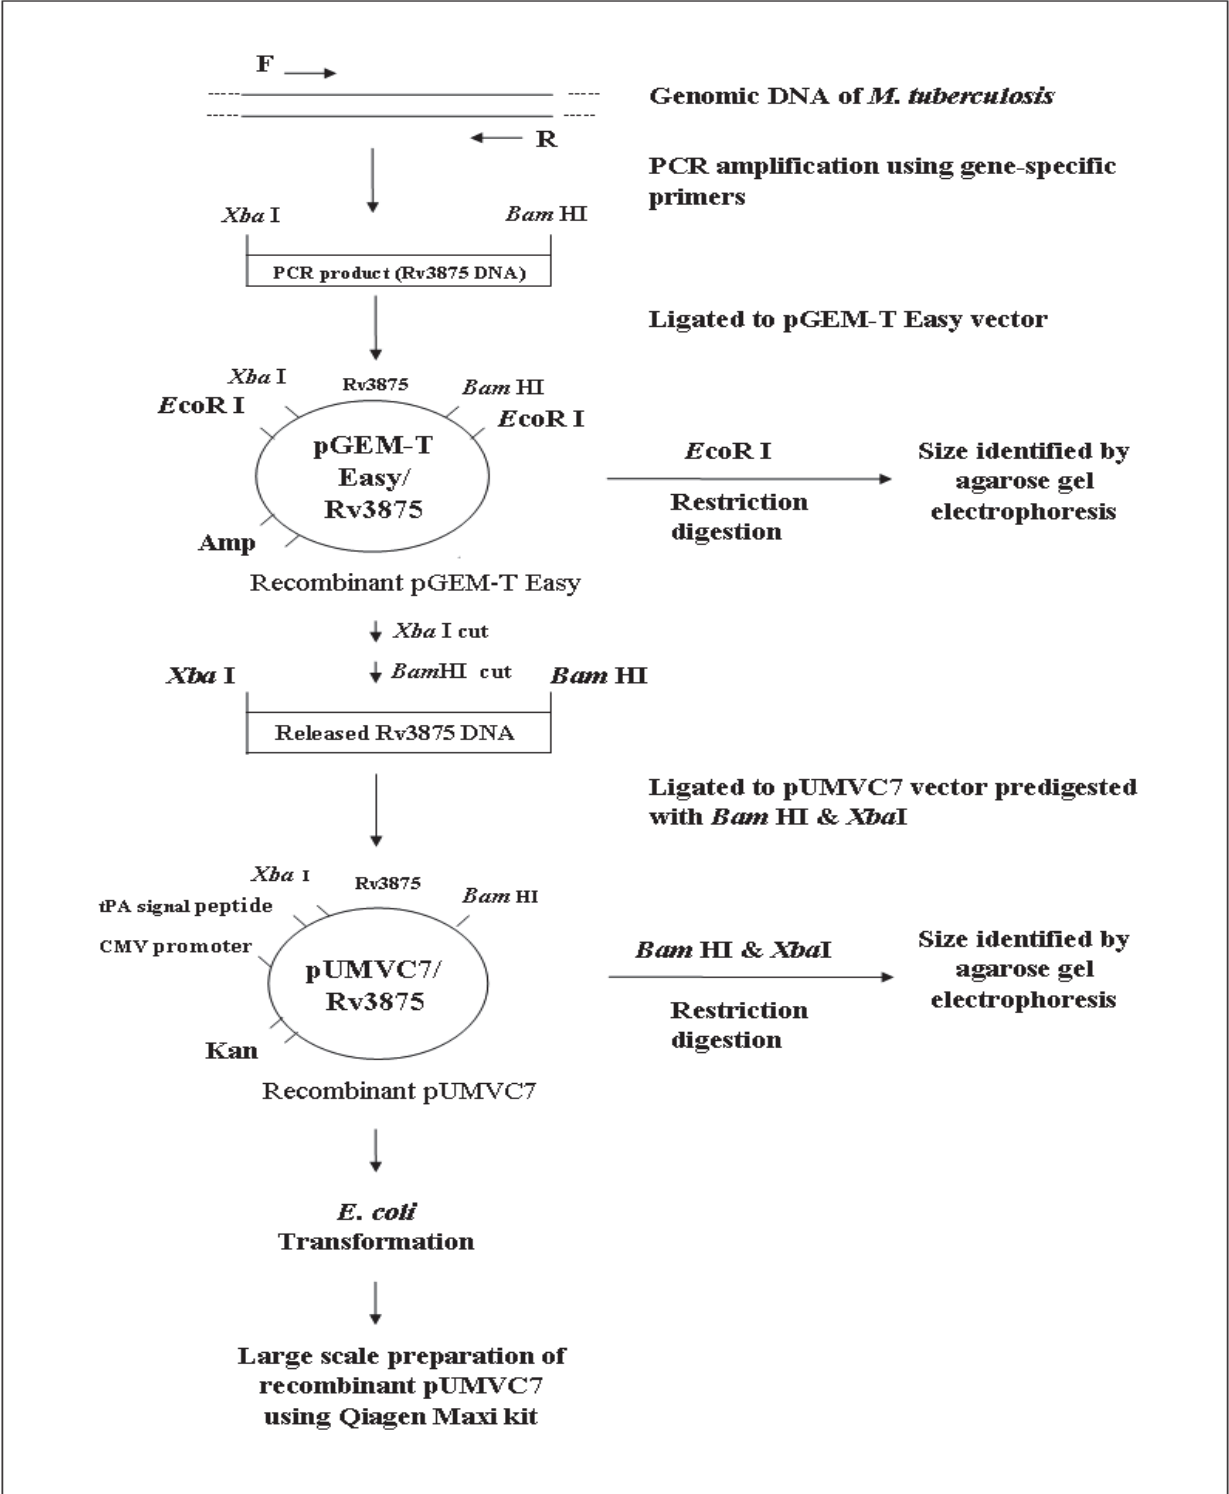 F
Genomic DNA of M. tuberculosis
R
PCR amplification using gene-specific
primers
Xba I
Bam HI
PCR product (Rv3875 DNA)
Ligated to pGEM-T Easy vector
Xba I
Rv3875
Bam HI
EcoR I
EcoR I
pGEM-T
Easy/
Rv3875
Amp
Recombinant pGEM-T Easy
EcoR I
Restriction
digestion
Size identified by
agarose gel
electrophoresis
Xba I cut
BamHI cut
Xba I
Bam HI
Released Rv3875 DNA
Ligated to pUMVC7 vector predigested
with Bam HI & XbaI
Xba I
Rv3875
Bam HI
tPA signal peptide
CMV promoter
pUMVC7/
Rv3875
Kan
Recombinant pUMVC7
Bam HI & XbaI
Restriction
digestion
Size identified by
agarose gel
electrophoresis
E. coli
Transformation
Large scale preparation of
recombinant pUMVC7
using Qiagen Maxi kit